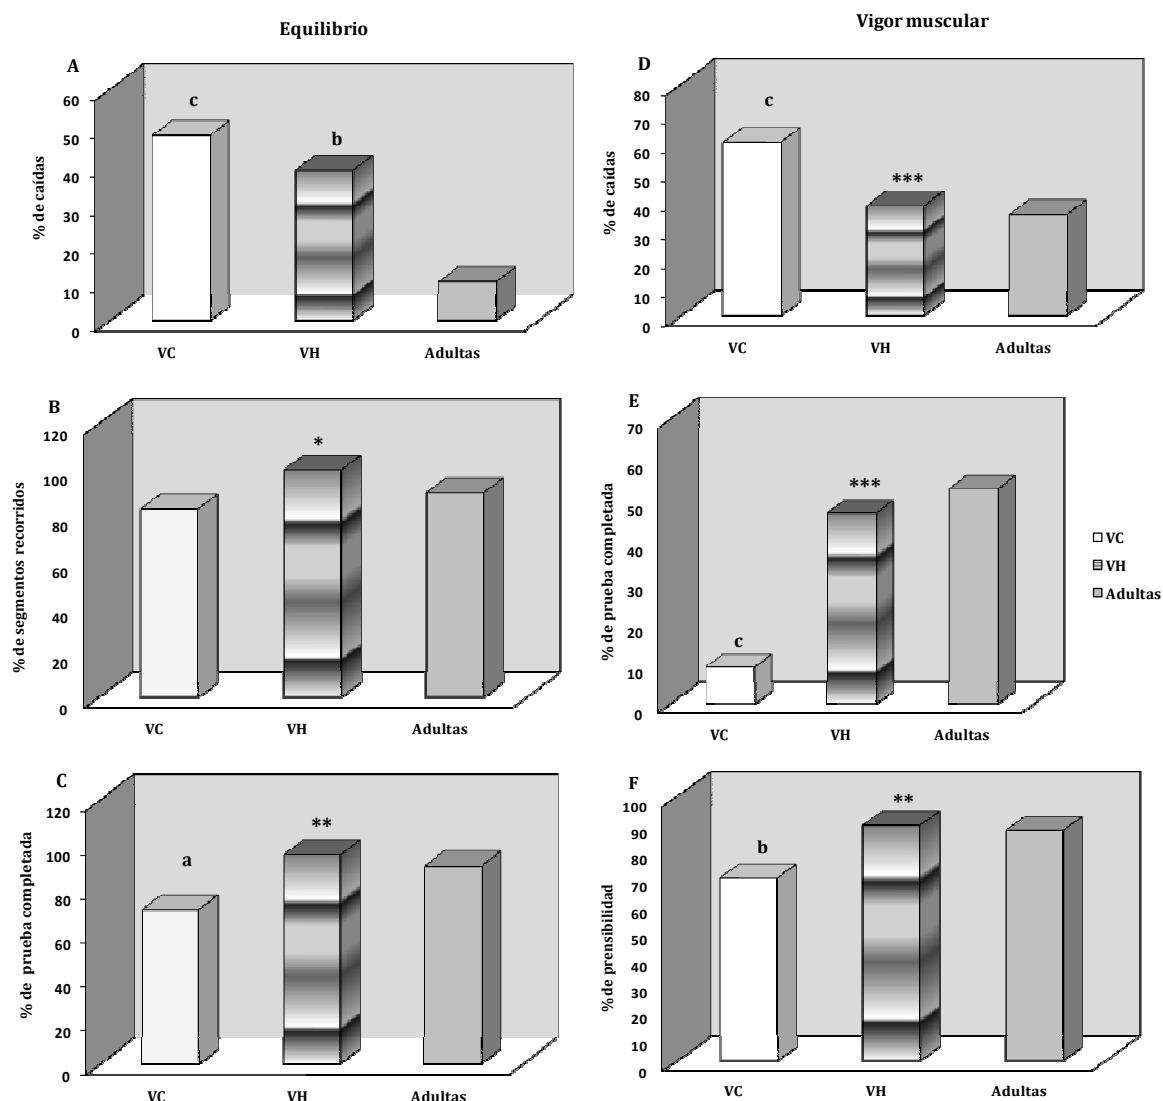 Equilibrio
A
% de caídas
60
50
40
30
20
10
0
c
b
VC
VH
Adultas
B
% de segmentos recorridos
120
100
80
60
40
20
0
*
VC
VH
Adultas
C
% de prueba completada
120
100
80
60
40
20
0
a
**
VC
VH
Adultas
Vigor muscular
D
% de caídas
80
70
60
50
40
30
20
10
0
c
***
VC
VH
Adultas
E
% de prueba completada
70
60
50
40
30
20
10
0
c
***
VC
VH
Adultas
VC
VH
Adultas
F
% de prensibilidad
100
90
80
70
60
50
40
30
20
10
0
b
**
VC
VH
Adultas